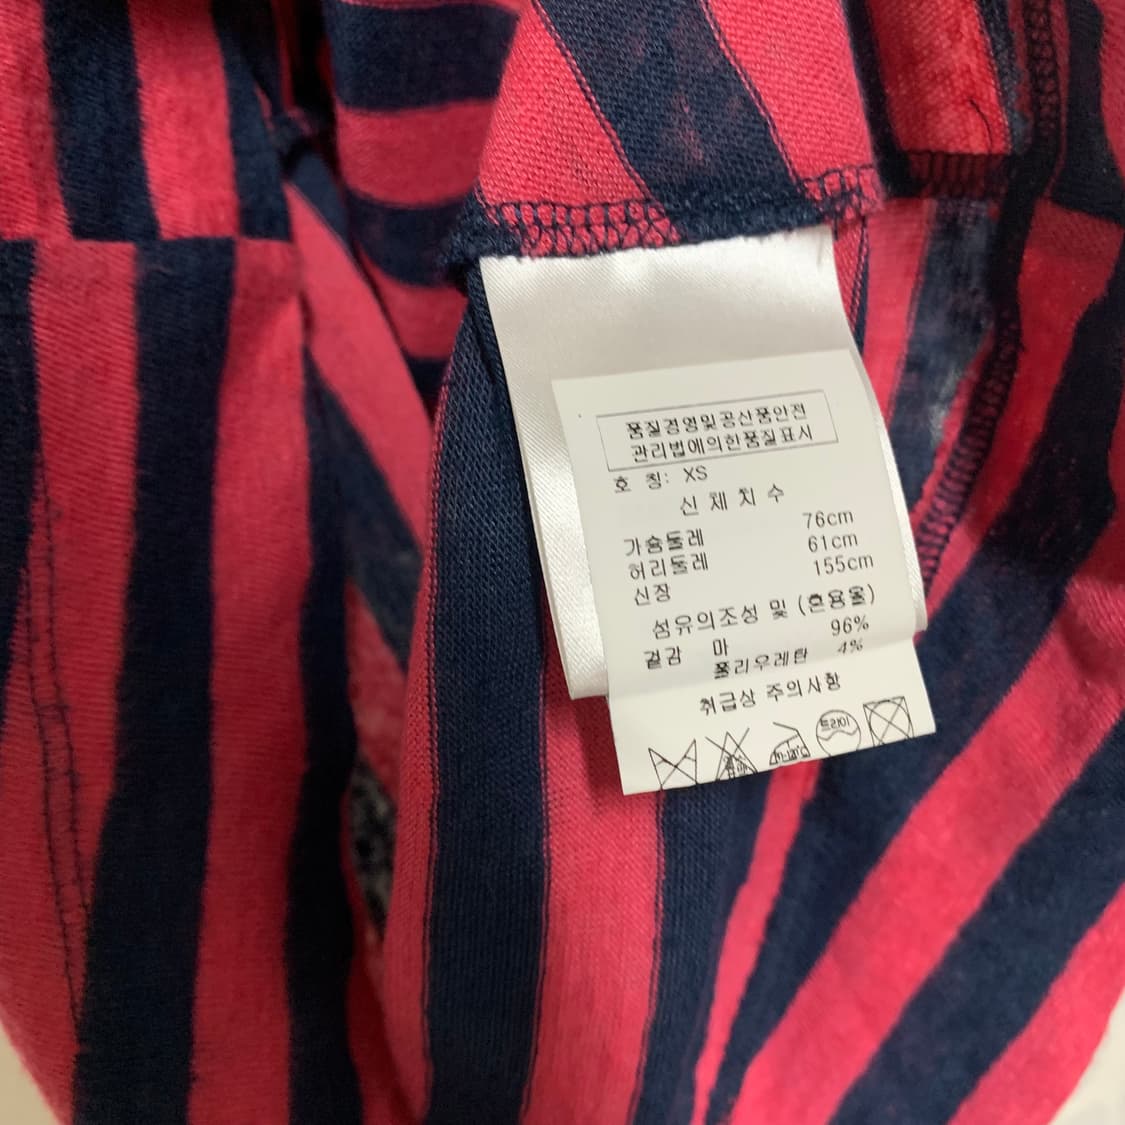 품질경영및공산품안전
관리법에의한품질표시
호 칭: XS
신 체 치 수
가슴둘레 76cm
허리둘레 61cm
신장 155cm
섬유의조성 및 (혼용율)
겉감 마 96%
폴리우레탄 4%
취급상 주의사항
드라이